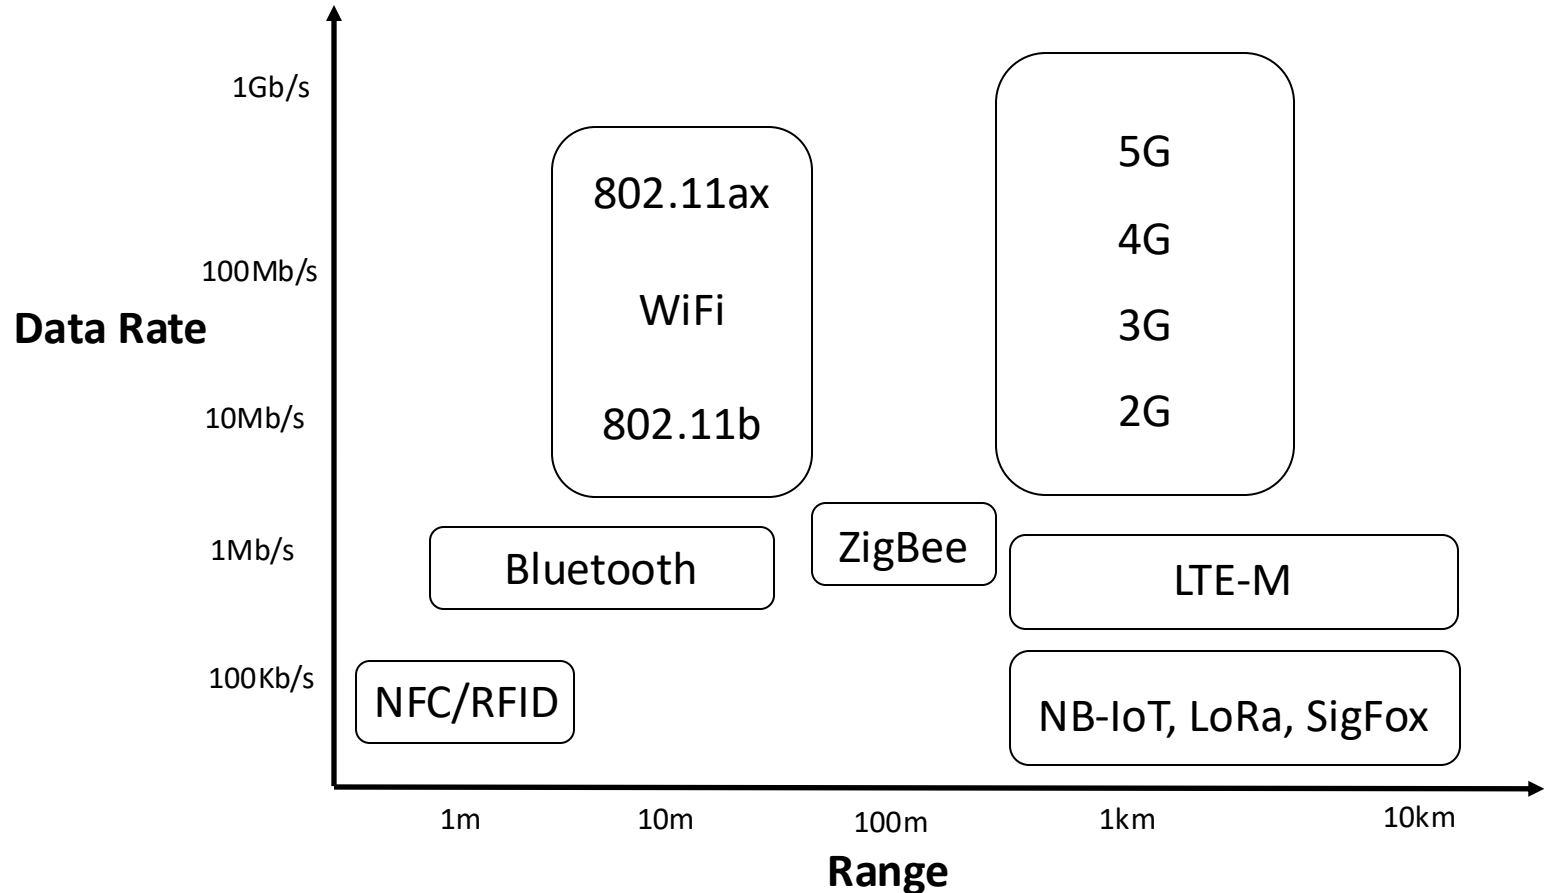 1Gb/s
5G
802.11ax
4G
100Mb/s
WiFi
Data Rate
3G
10Mb/s
802.11b
2G
1Mb/s
Bluetooth
ZigBee
LTE-M
100Kb/s
NFC/RFID
NB-IoT, LoRa, SigFox
1m
10m
100m
1km
10km
Range